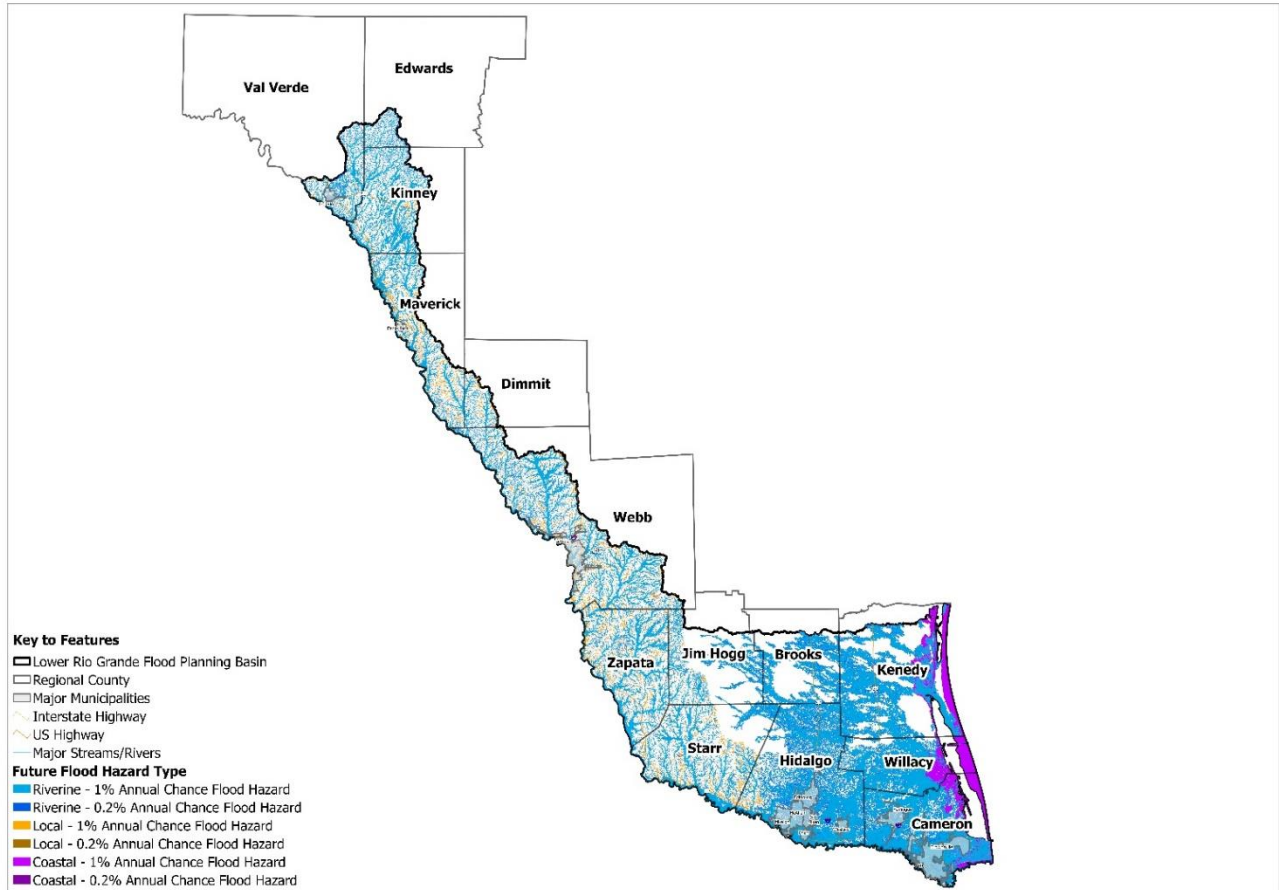 Edwards
Val Verde
Kinney
Maverick
Dimmit
Webb
Jim Hogg
Brooks
Zapata
Kenedy
Starr
Hidalgo
Willacy
Cameron
Key to Features
Lower Rio Grande Flood Planning Basin
Regional County
Major Municipalities
Interstate Highway
US Highway
Major Streams/Rivers
Future Flood Hazard Type
Riverine - 1% Annual Chance Flood Hazard
Riverine - 0.2% Annual Chance Flood Hazard
Local - 1% Annual Chance Flood Hazard
Local - 0.2% Annual Chance Flood Hazard
Coastal - 1% Annual Chance Flood Hazard
Coastal - 0.2% Annual Chance Flood Hazard